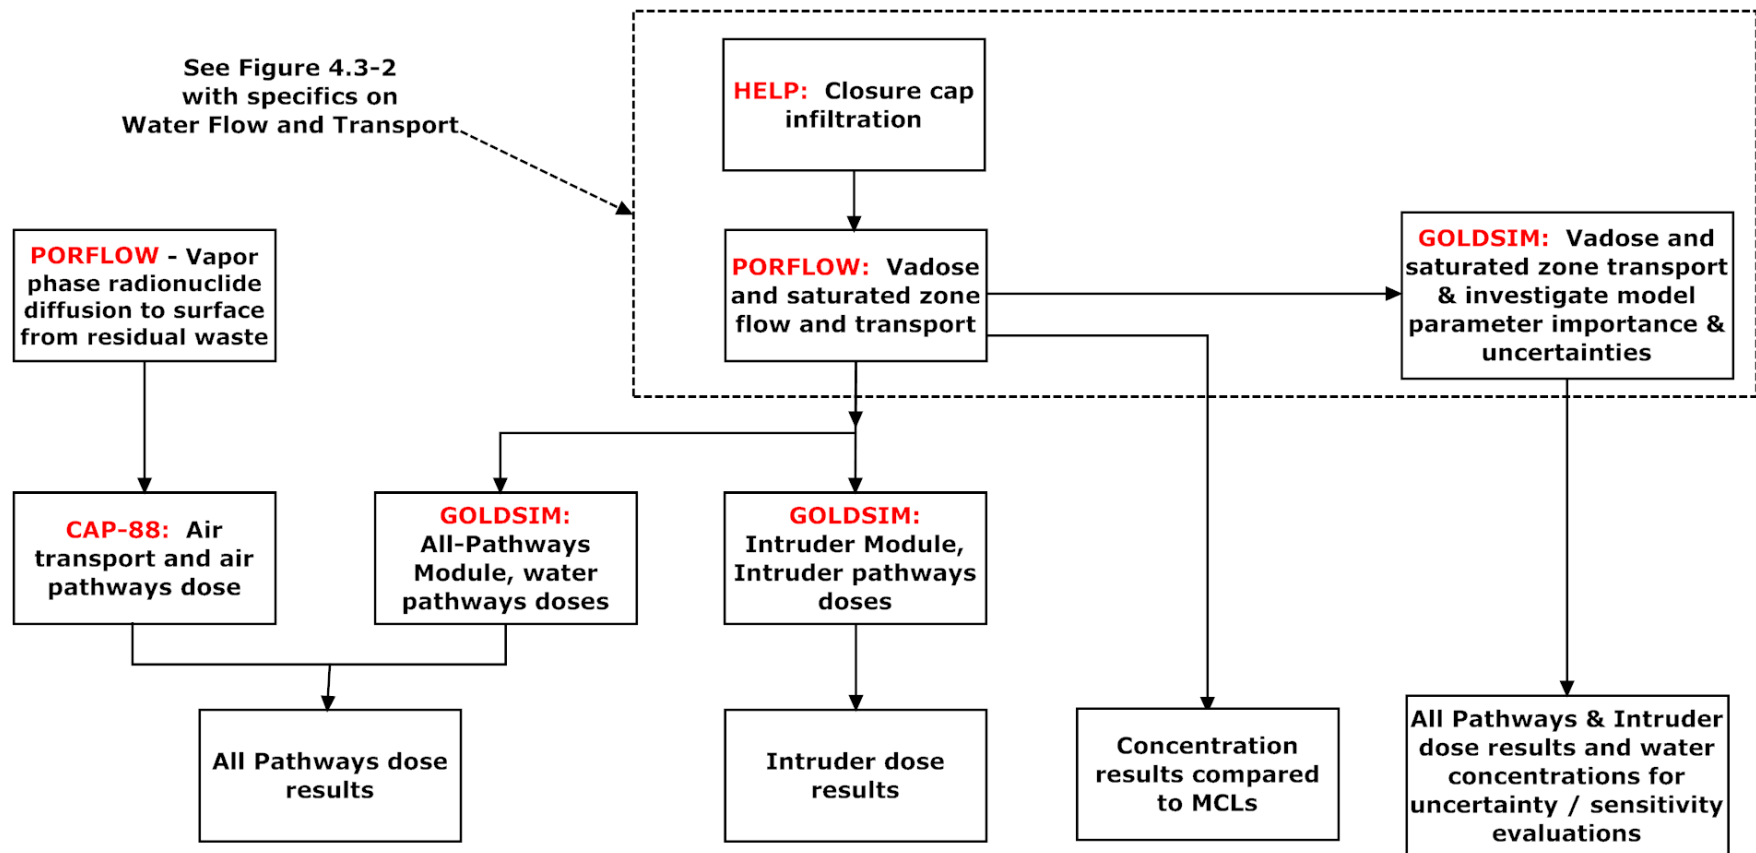 See Figure 4.3-2
with specifics on
Water Flow and Transport
HELP: Closure cap
infiltration
PORFLOW - Vapor
phase radionuclide
diffusion to surface
from residual waste
PORFLOW: Vadose
and saturated zone
flow and transport
GOLDSIM: Vadose and
saturated zone transport
& investigate model
parameter importance &
uncertainties
CAP-88: Air
transport and air
pathways dose
GOLDSIM:
All-Pathways
Module, water
pathways doses
GOLDSIM:
Intruder Module,
Intruder pathways
doses
All Pathways dose
results
Intruder dose
results
Concentration
results compared
to MCLs
All Pathways & Intruder
dose results and water
concentrations for
uncertainty / sensitivity
evaluations